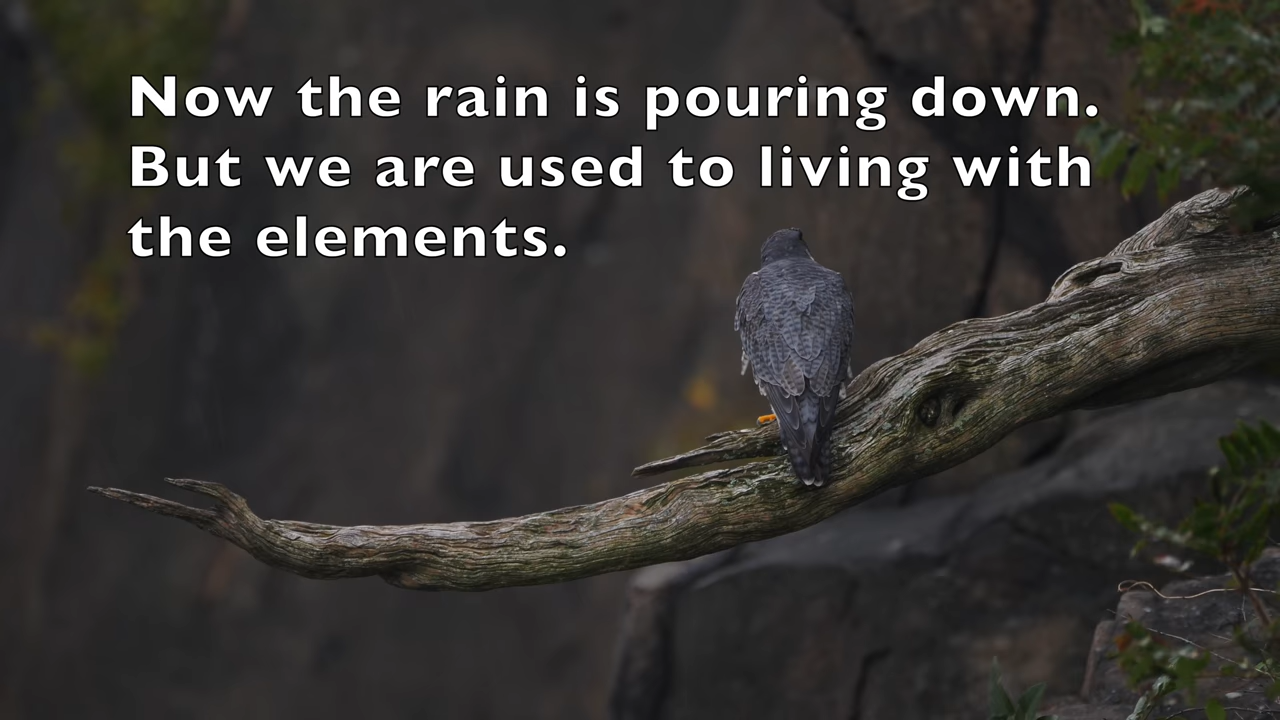 Now the rain is pouring down.
But we are used to living with
the elements.